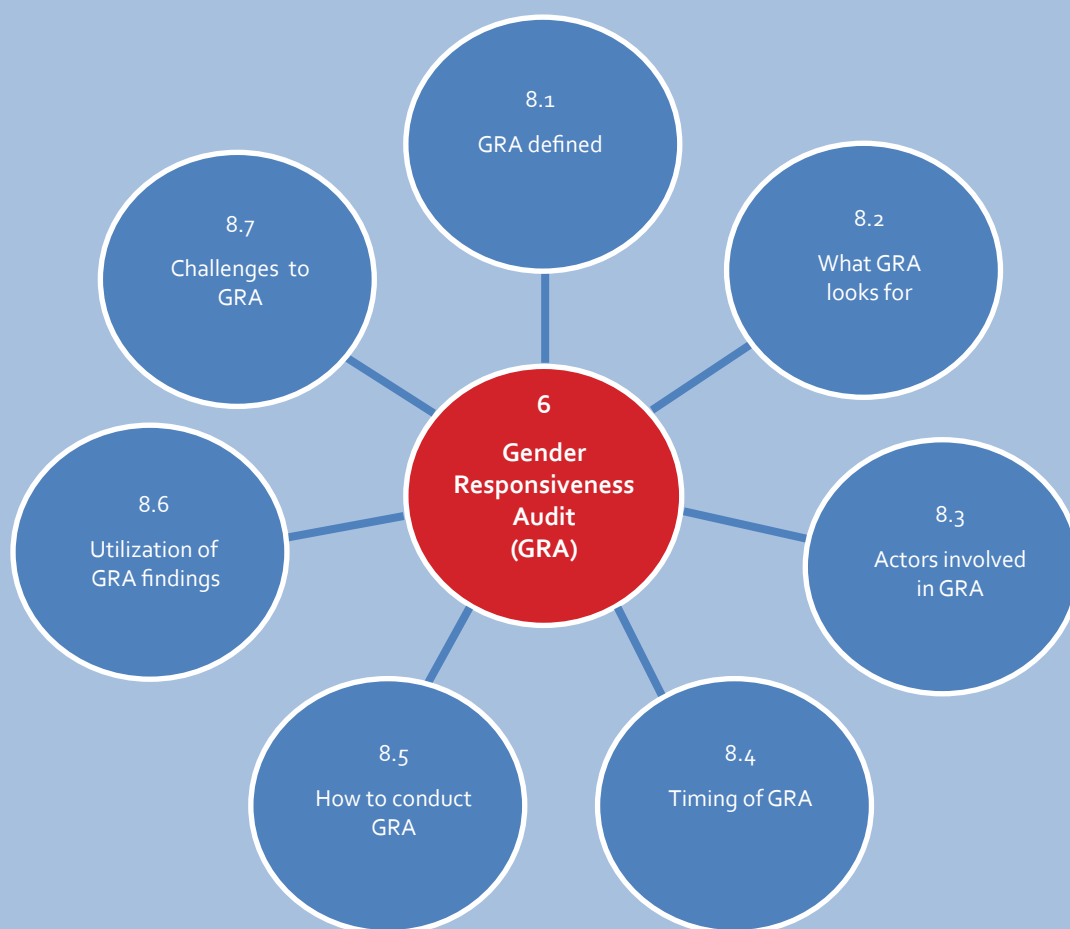 8.1
GRA defined
8.2
What GRA
looks for
8.3
Actors involved
in GRA
8.4
Timing of GRA
8.5
How to conduct
GRA
8.6
Utilization of
GRA findings
8.7
Challenges to
GRA
6
Gender
Responsiveness
Audit
(GRA)